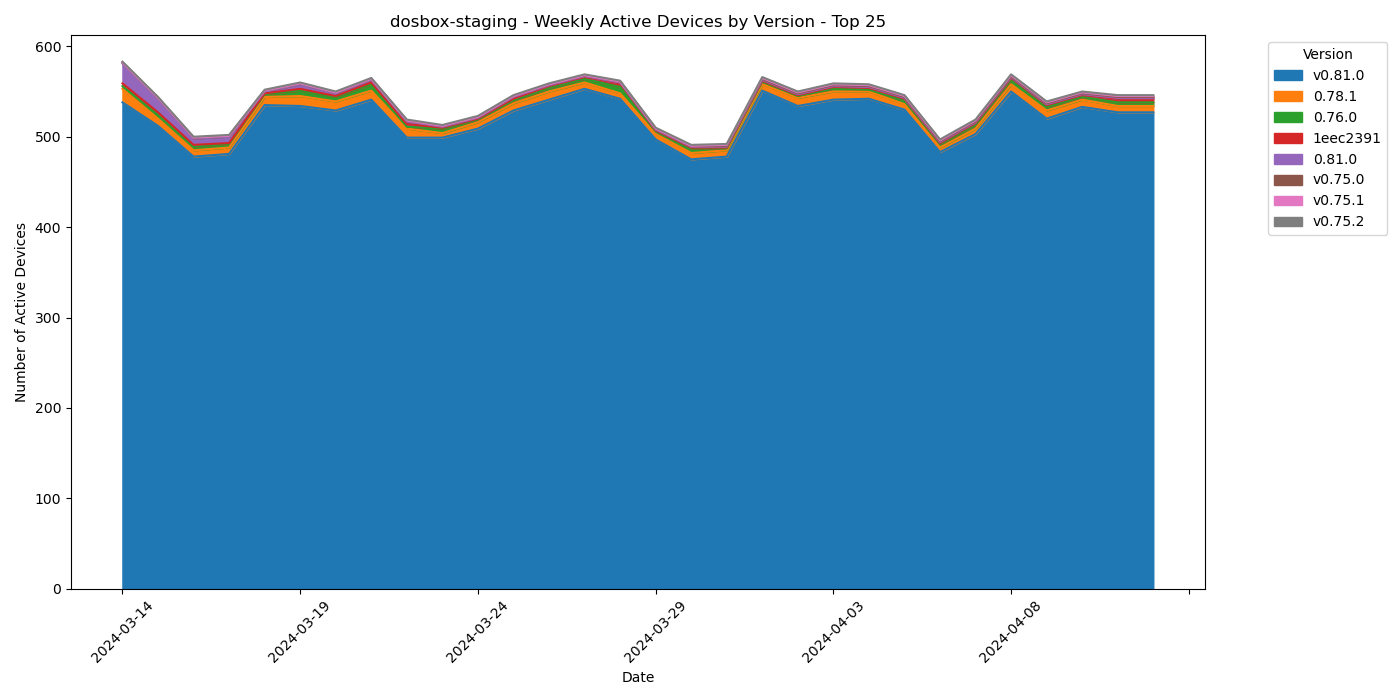 dosbox-staging - Weekly Active Devices by Version - Top 25
Number of Active Devices
600
500
400
300
200
100
0
2024-03-14
2024-03-19
2024-03-24
2024-03-29
2024-04-03
2024-04-08
Date
Version
v0.81.0
0.78.1
0.76.0
1eec2391
0.81.0
v0.75.0
v0.75.1
v0.75.2